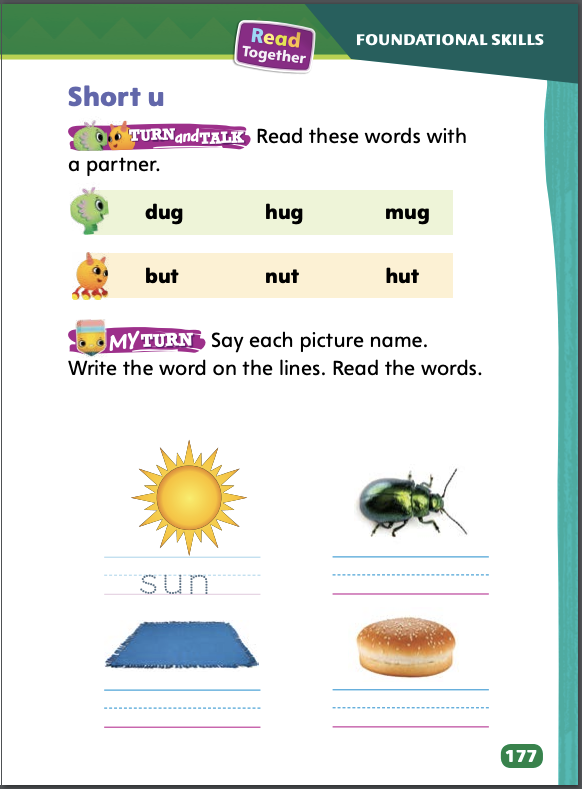 Read
Together
FOUNDATIONAL SKILLS
Short u
TURN and TALK Read these words with
a partner.
dug hug mug
but nut hut
MY TURN Say each picture name.
Write the word on the lines. Read the words.
sun
177